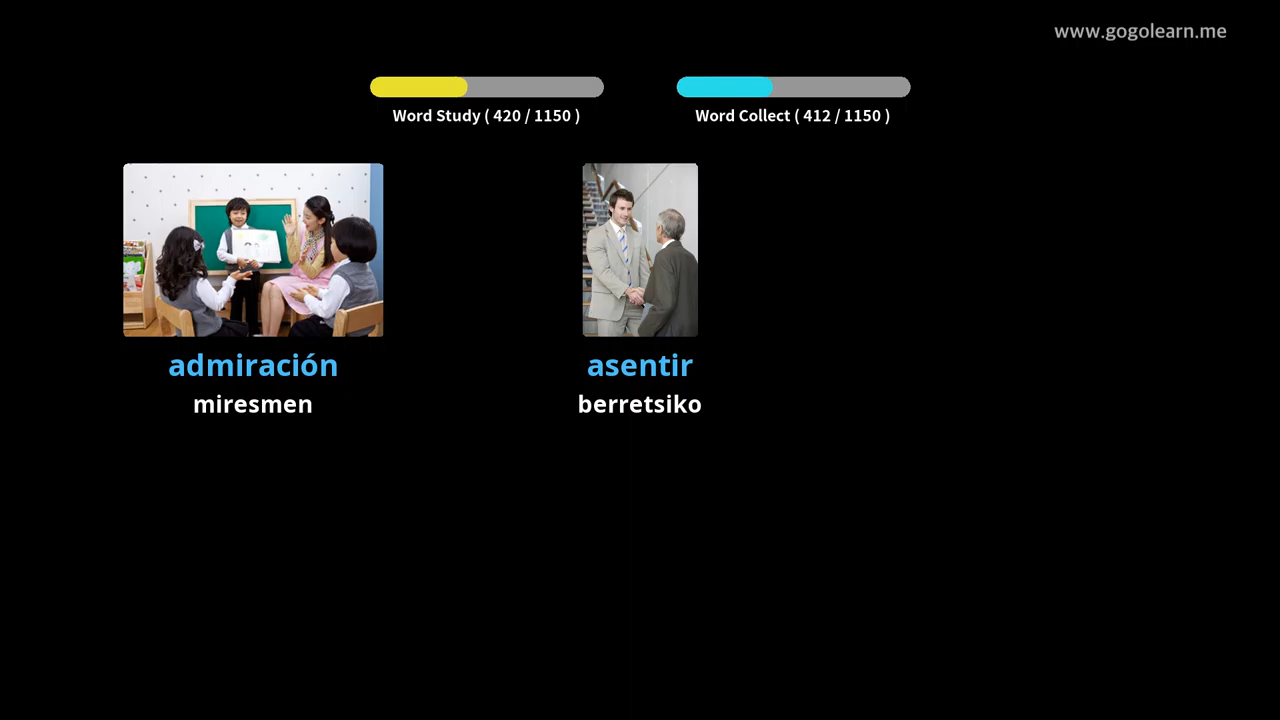 www.gogolearn.me
Word Study ( 420 / 1150 )
Word Collect ( 412 / 1150 )
admiración
miresmen
asentir
berretsiko